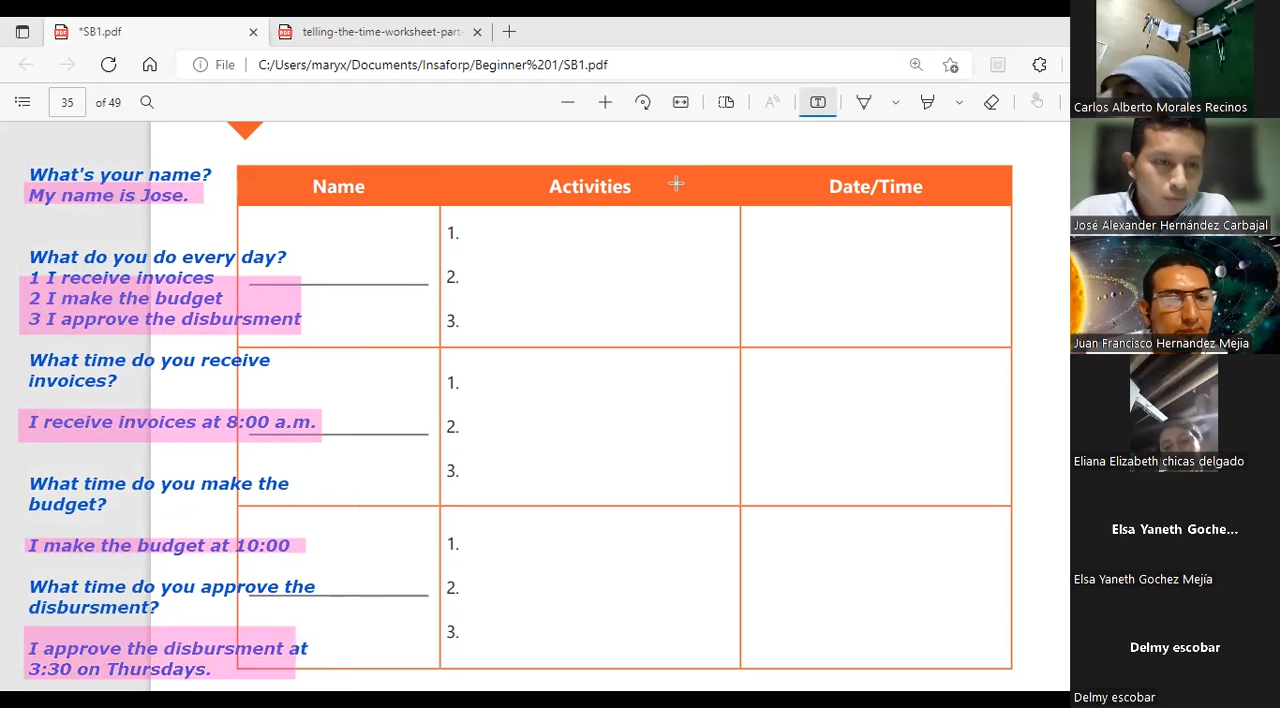 *SB1.pdf
telling-the-time-worksheet-part-
File
C:/Users/maryx/Documents/Insaforp/Beginner%201/SB1.pdf
35 of 49
What's your name?
My name is Jose.
What do you do every day?
1 I receive invoices
2 I make the budget
3 I approve the disbursment
What time do you receive
invoices?
I receive invoices at 8:00 a.m.
What time do you make the
budget?
I make the budget at 10:00
What time do you approve the
disbursment?
I approve the disbursment at
3:30 on Thursdays.
Name Activities Date/Time
1.
2.
3.
1.
2.
3.
1.
2.
3.
Carlos Alberto Morales Recinos
José Alexander Hernández Carbajal
Juan Francisco Hernandez Mejia
Eliana Elizabeth chicas delgado
Elsa Yaneth Goche...
Elsa Yaneth Gochez Mejía
Delmy escobar
Delmy escobar